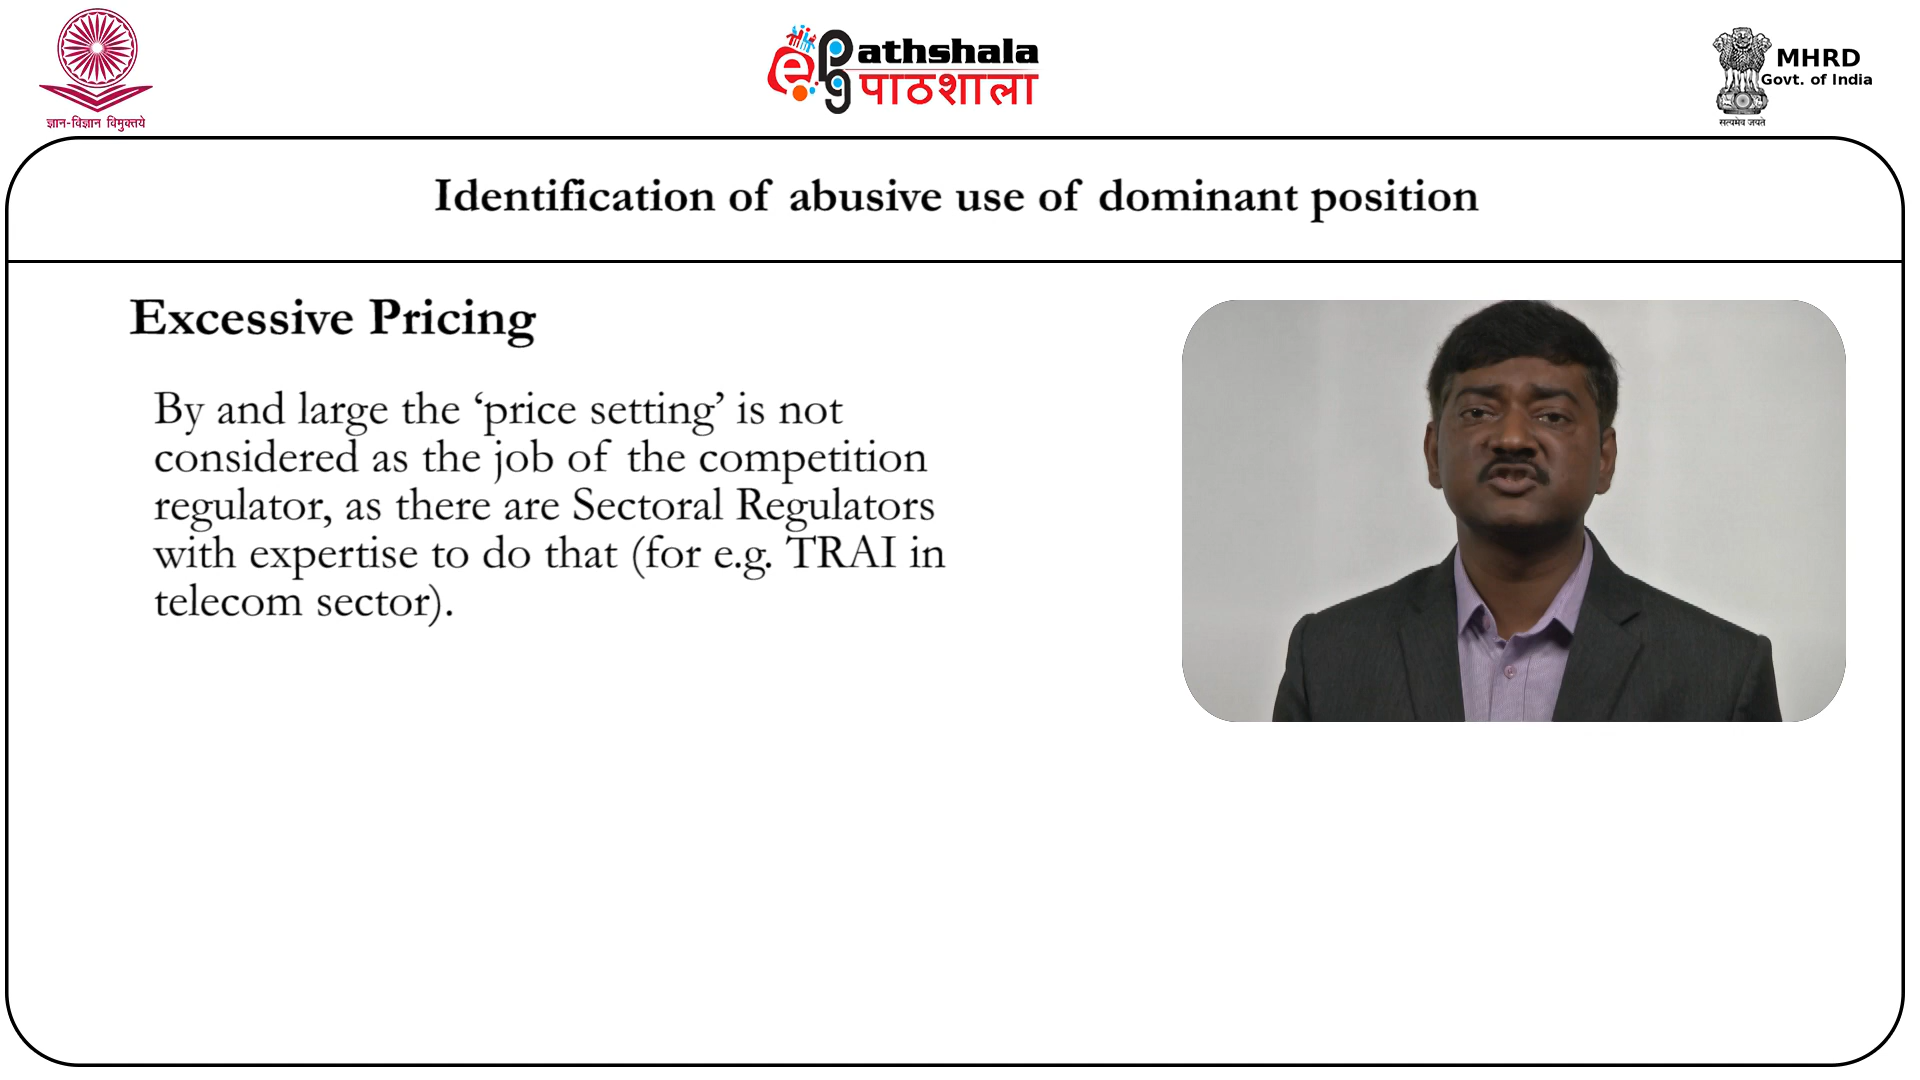 ज्ञान-विज्ञान विमुक्तये
e
pg
Pathshala
पाठशाला
MHRD
Govt. of India
सत्यमेव जयते
Identification of abusive use of dominant position
Excessive Pricing
By and large the ‘price setting’ is not
considered as the job of the competition
regulator, as there are Sectoral Regulators
with expertise to do that (for e.g. TRAI in
telecom sector).